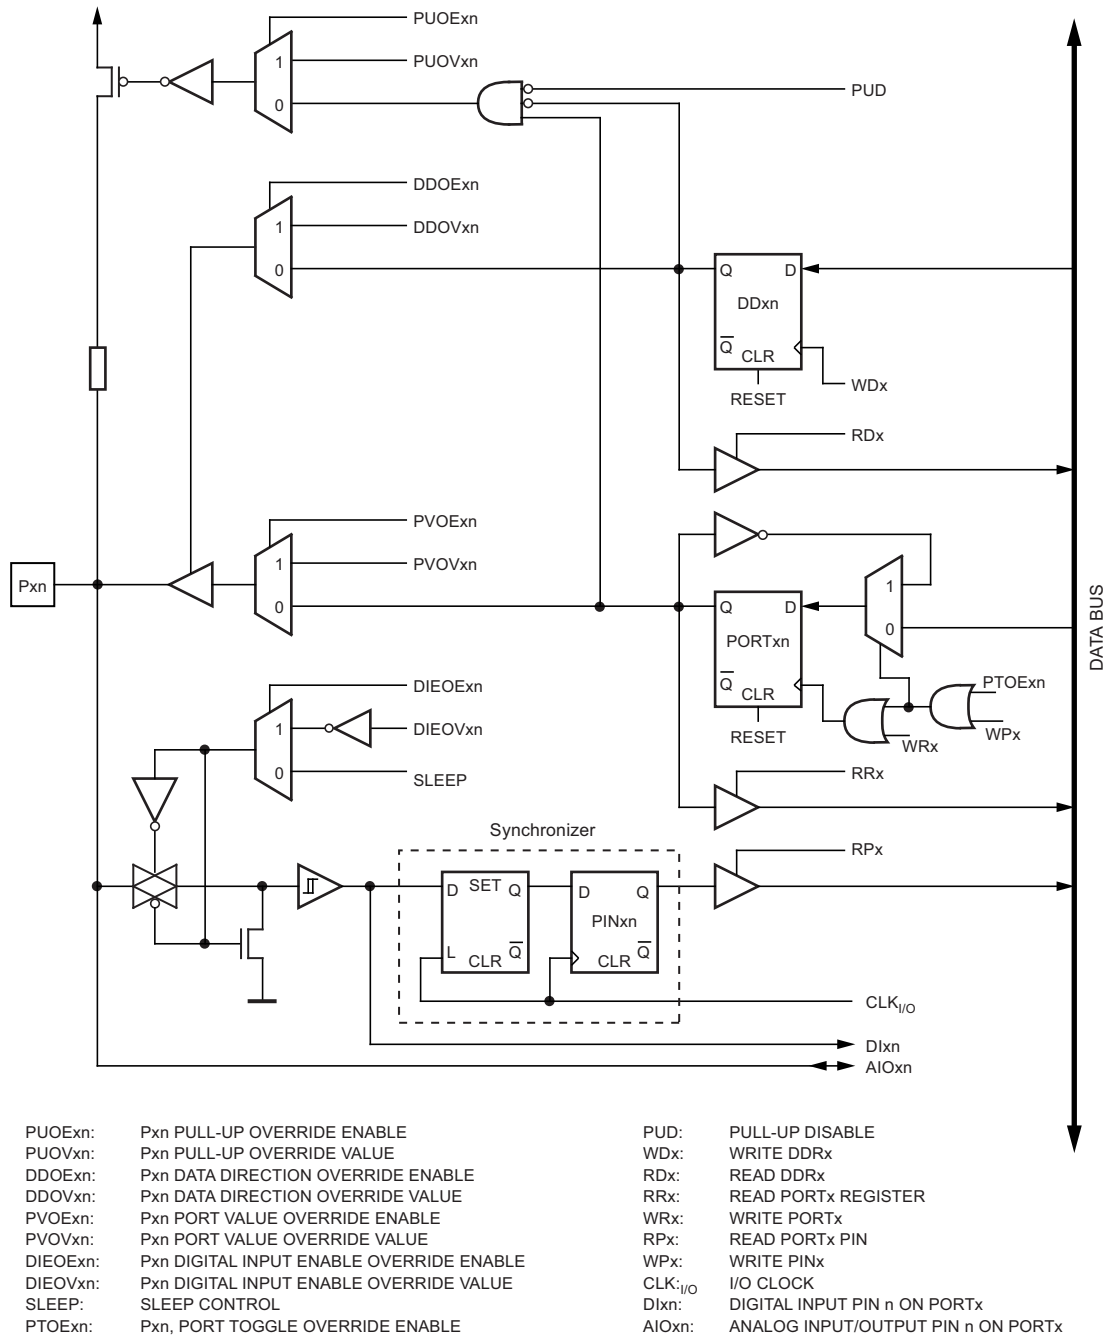 PUOExn
1
PUOVxn
0
PUD
DDOExn
1
DDOVxn
0
Q D
DDxn
Q
CLR
WDx
RESET
RDx
PVOExn
1
PVOVxn
Pxn
0
1
Q D
0
PORTxn
Q
CLR
PTOExn
RESET
WRx
WPx
DATA BUS
DIEOExn
1
DIEOVxn
0
SLEEP
RRx
Synchronizer
RPx
D SET Q
D Q
PINxn
L CLR Q
CLR Q
CLKI/O
DIxn
AIOxn
PUOExn: Pxn PULL-UP OVERRIDE ENABLE
PUOVxn: Pxn PULL-UP OVERRIDE VALUE
DDOExn: Pxn DATA DIRECTION OVERRIDE ENABLE
DDOVxn: Pxn DATA DIRECTION OVERRIDE VALUE
PVOExn: Pxn PORT VALUE OVERRIDE ENABLE
PVOVxn: Pxn PORT VALUE OVERRIDE VALUE
DIEOExn: Pxn DIGITAL INPUT ENABLE OVERRIDE ENABLE
DIEOVxn: Pxn DIGITAL INPUT ENABLE OVERRIDE VALUE
SLEEP: SLEEP CONTROL
PTOExn: Pxn, PORT TOGGLE OVERRIDE ENABLE
PUD: PULL-UP DISABLE
WDx: WRITE DDRx
RDx: READ DDRx
RRx: READ PORTx REGISTER
WRx: WRITE PORTx
RPx: READ PORTx PIN
WPx: WRITE PINx
CLK:I/O I/O CLOCK
DIxn: DIGITAL INPUT PIN n ON PORTx
AIOxn: ANALOG INPUT/OUTPUT PIN n ON PORTx